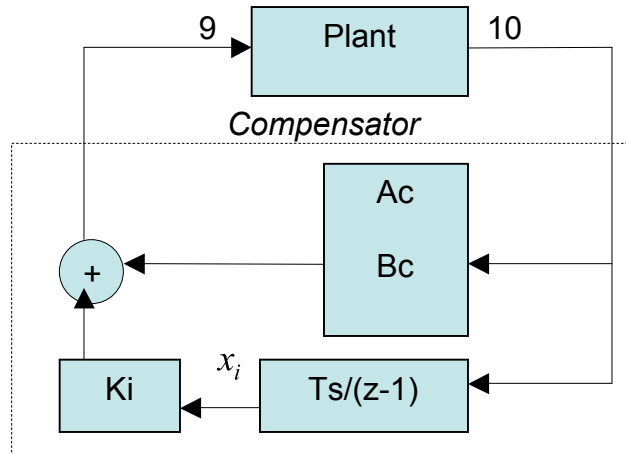 9
Plant
10
Compensator
Ac
Bc
+
x_i
Ki
Ts/(z-1)